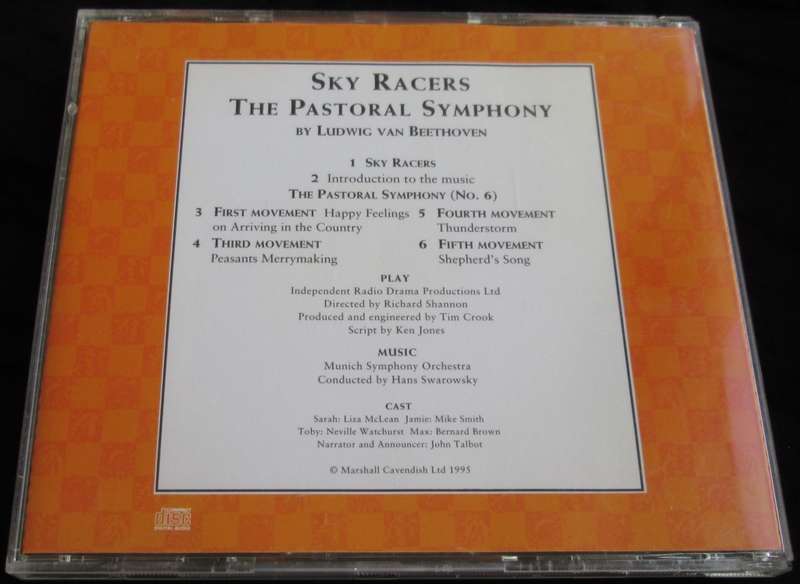 SKY RACERS
THE PASTORAL SYMPHONY
BY LUDWIG VAN BEETHOVEN
1 SKY RACERS
2 Introduction to the music
THE PASTORAL SYMPHONY (NO. 6)
3 FIRST MOVEMENT Happy Feelings
on Arriving in the Country
4 THIRD MOVEMENT
Peasants Merrymaking
5 FOURTH MOVEMENT
Thunderstorm
6 FIFTH MOVEMENT
Shepherd's Song
PLAY
Independent Radio Drama Productions Ltd
Directed by Richard Shannon
Produced and engineered by Tim Crook
Script by Ken Jones
MUSIC
Munich Symphony Orchestra
Conducted by Hans Swarowsky
CAST
Sarah: Liza McLean Jamie: Mike Smith
Toby: Neville Watchurst Max: Bernard Brown
Narrator and Announcer: John Talbot
© Marshall Cavendish Ltd 1995
disc
DIGITAL AUDIO